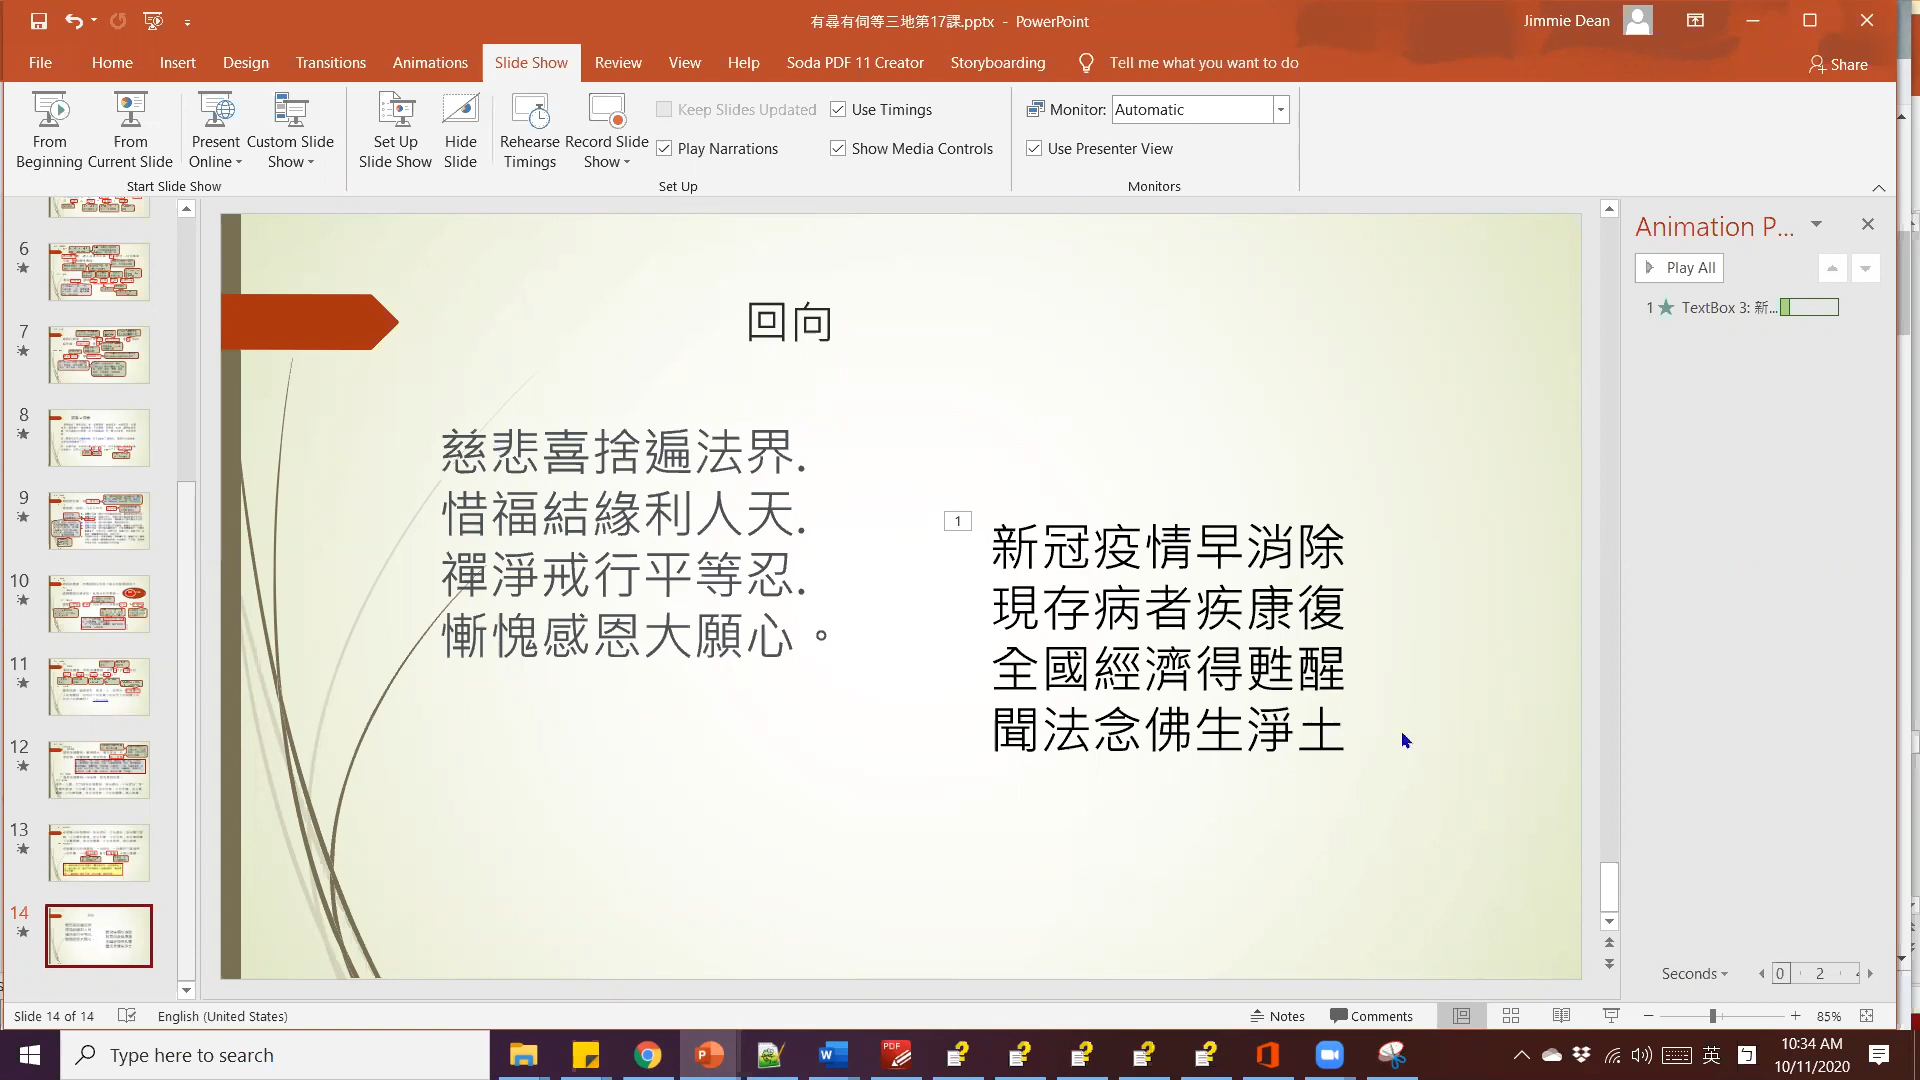 有尋有伺等三地第17課.pptx - PowerPoint
Jimmie Dean
File Home Insert Design Transitions Animations Slide Show Review View Help Soda PDF 11 Creator Storyboarding Tell me what you want to do Share
From Beginning
From Current Slide
Present Online
Custom Slide Show
Start Slide Show
Set Up Slide Show
Hide Slide
Rehearse Timings
Record Slide Show
Keep Slides Updated
Play Narrations
Use Timings
Show Media Controls
Set Up
Monitor: Automatic
Use Presenter View
Monitors
6
7
8
9
10
11
12
13
14
回向
慈悲喜捨遍法界.
惜福結緣利人天.
禪淨戒行平等忍.
慚愧感恩大願心。
1
新冠疫情早消除
現存病者疾康復
全國經濟得甦醒
聞法念佛生淨土
Animation P...
Play All
1 TextBox 3: 新...
Seconds 0 2
Slide 14 of 14 English (United States) Notes Comments 85%
Type here to search
PDF
英
10:34 AM
10/11/2020